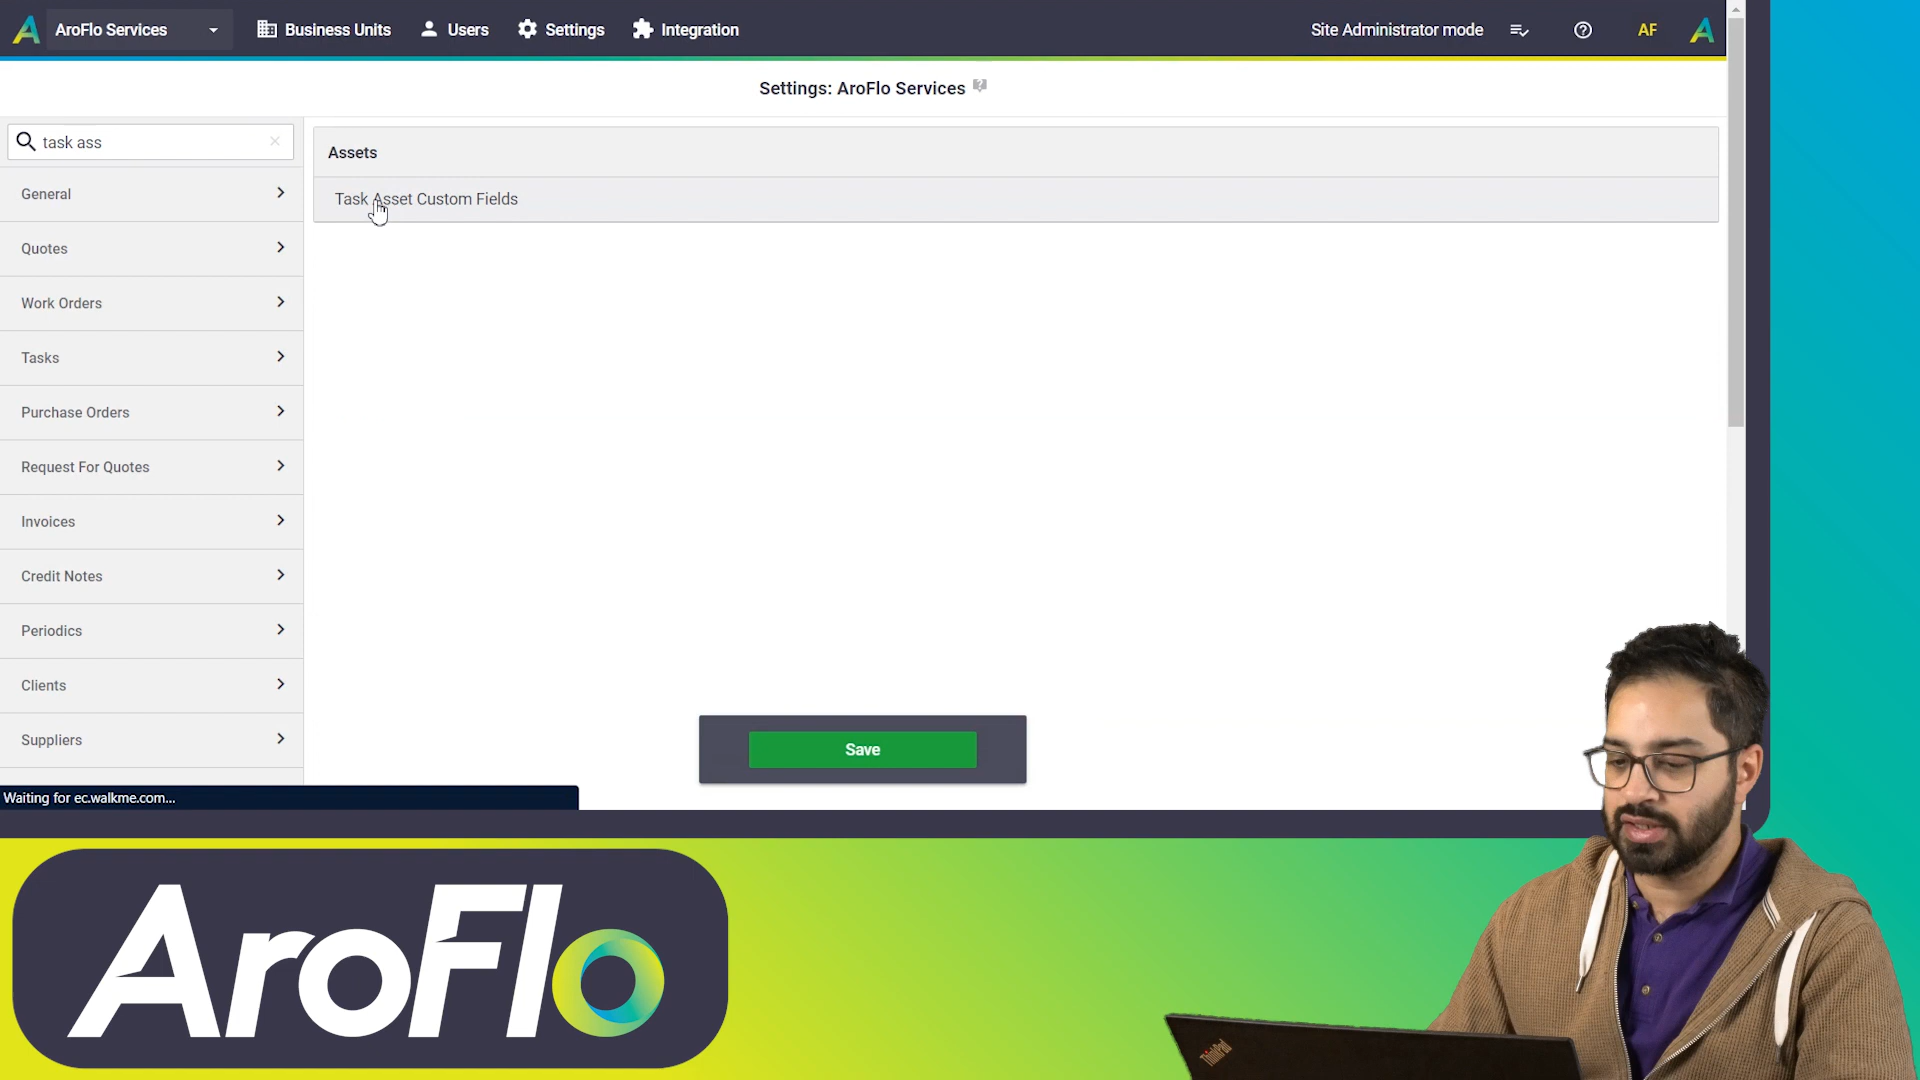 AroFlo Services
Business Units
Users
Settings
Integration
Site Administrator mode
AF
Settings: AroFlo Services
task ass
General
Quotes
Work Orders
Tasks
Purchase Orders
Request For Quotes
Invoices
Credit Notes
Periodics
Clients
Suppliers
Assets
Task Asset Custom Fields
Save
Waiting for ec.walkme.com...
AroFlo
ThinkPad